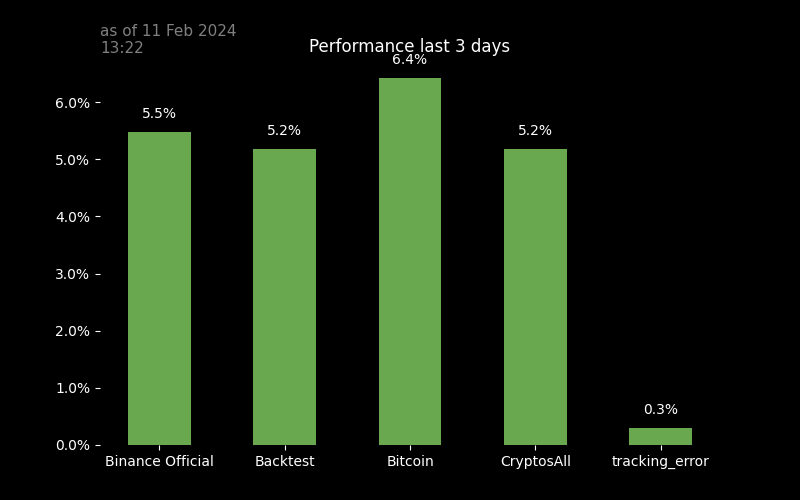 as of 11 Feb 2024
13:22
Performance last 3 days
6.4%
6.0%
5.5%
5.2%
5.2%
5.0%
4.0%
3.0%
2.0%
1.0%
0.3%
0.0%
Binance Official
Backtest
Bitcoin
CryptosAll
tracking_error